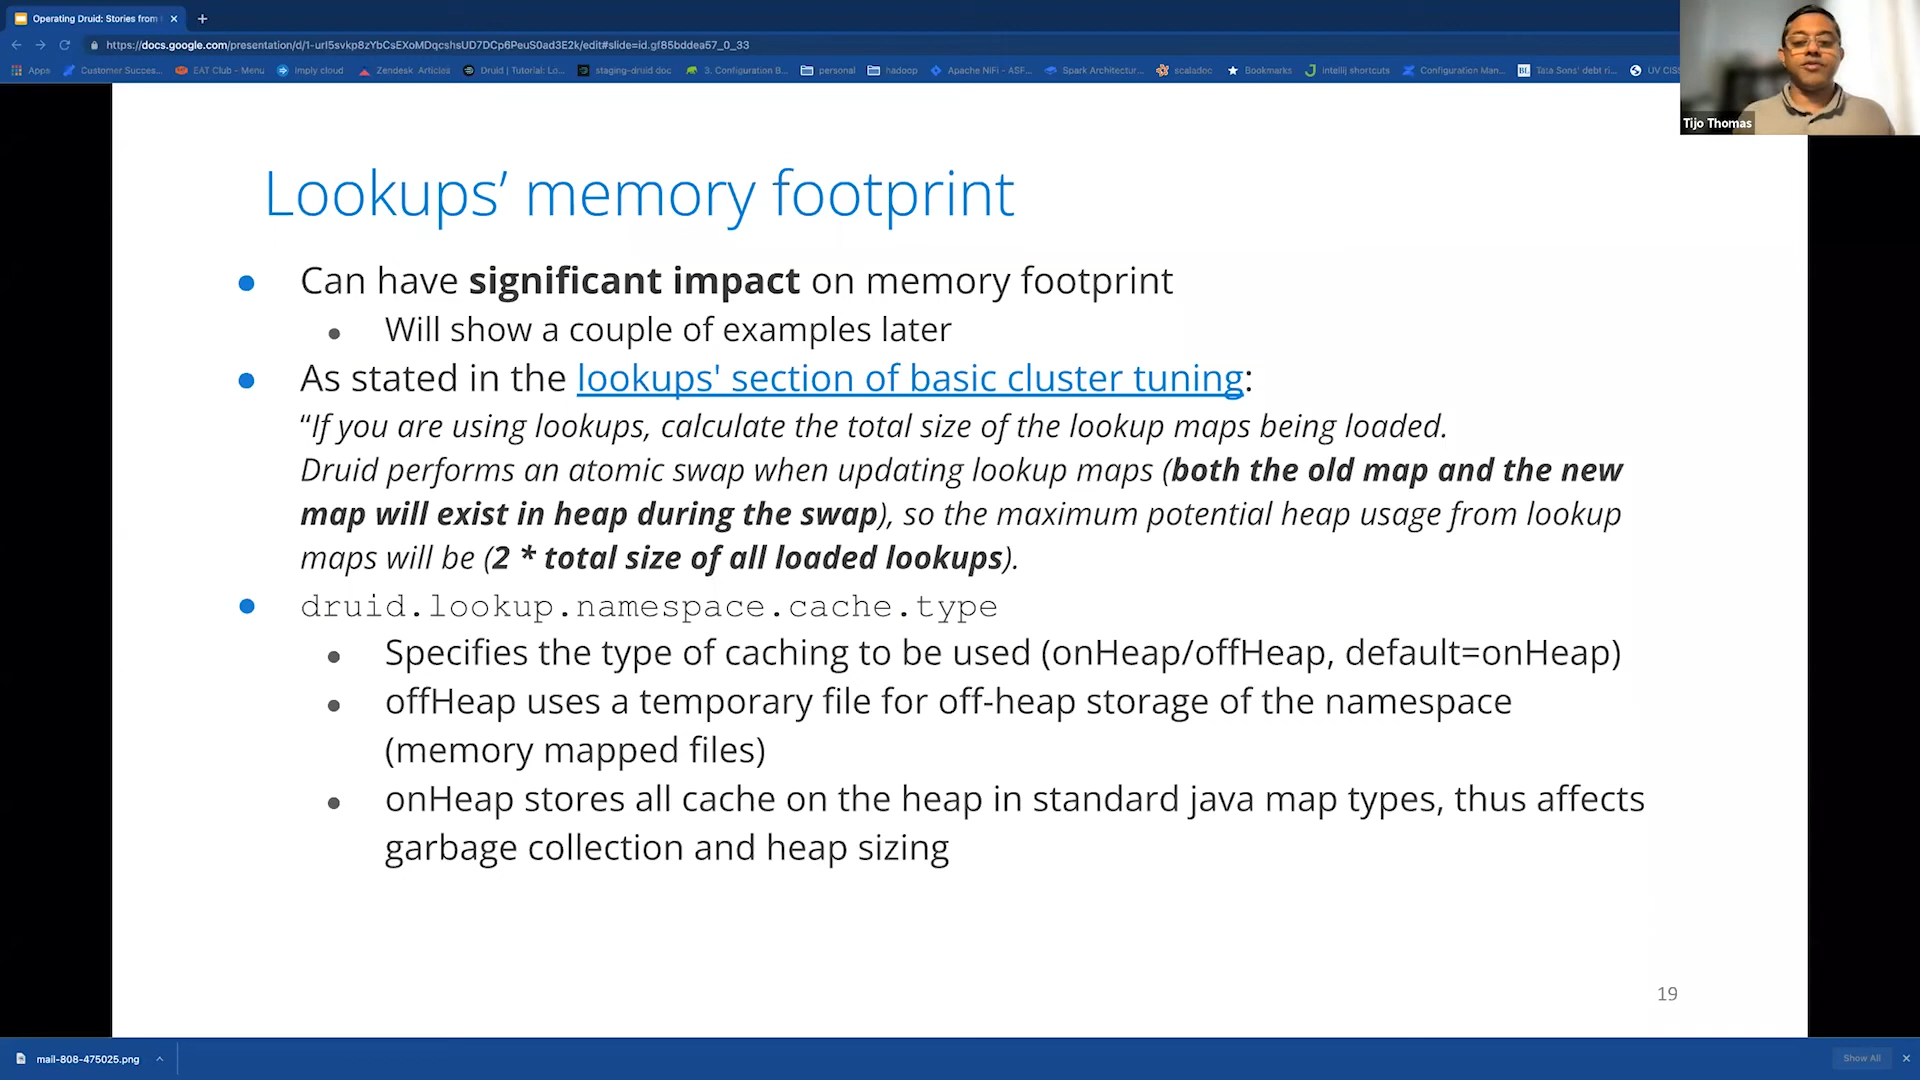 Operating Druid: Stories from
https://docs.google.com/presentation/d/1-url5svkp8zYbCsEXoMDqcshsUD7DCp6PeuS0ad3E2k/edit#slide=id.gf85bddea57_0_33
Apps Customer Succes... EAT Club - Menu Imply cloud Zendesk Articles Druid | Tutorial: Lo... staging-druid doc 3. Configuration B... personal hadoop Apache NiFi - ASF... Spark Architectur... scaladoc Bookmarks intellij shortcuts Configuration Man... Tata Sons' debt ri... UV CIS
Tijo Thomas
Lookups’ memory footprint
Can have significant impact on memory footprint
Will show a couple of examples later
As stated in the lookups' section of basic cluster tuning:
“If you are using lookups, calculate the total size of the lookup maps being loaded.
Druid performs an atomic swap when updating lookup maps (both the old map and the new
map will exist in heap during the swap), so the maximum potential heap usage from lookup
maps will be (2 * total size of all loaded lookups).
druid.lookup.namespace.cache.type
Specifies the type of caching to be used (onHeap/offHeap, default=onHeap)
offHeap uses a temporary file for off-heap storage of the namespace
(memory mapped files)
onHeap stores all cache on the heap in standard java map types, thus affects
garbage collection and heap sizing
19
mail-808-475025.png
Show All